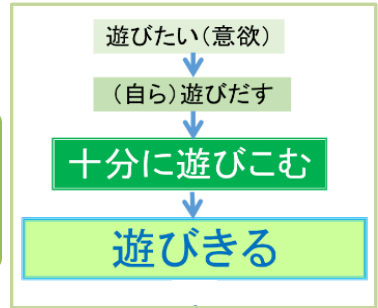 遊びたい（意欲）
（自ら）遊びだす
十分に遊びこむ
遊びきる